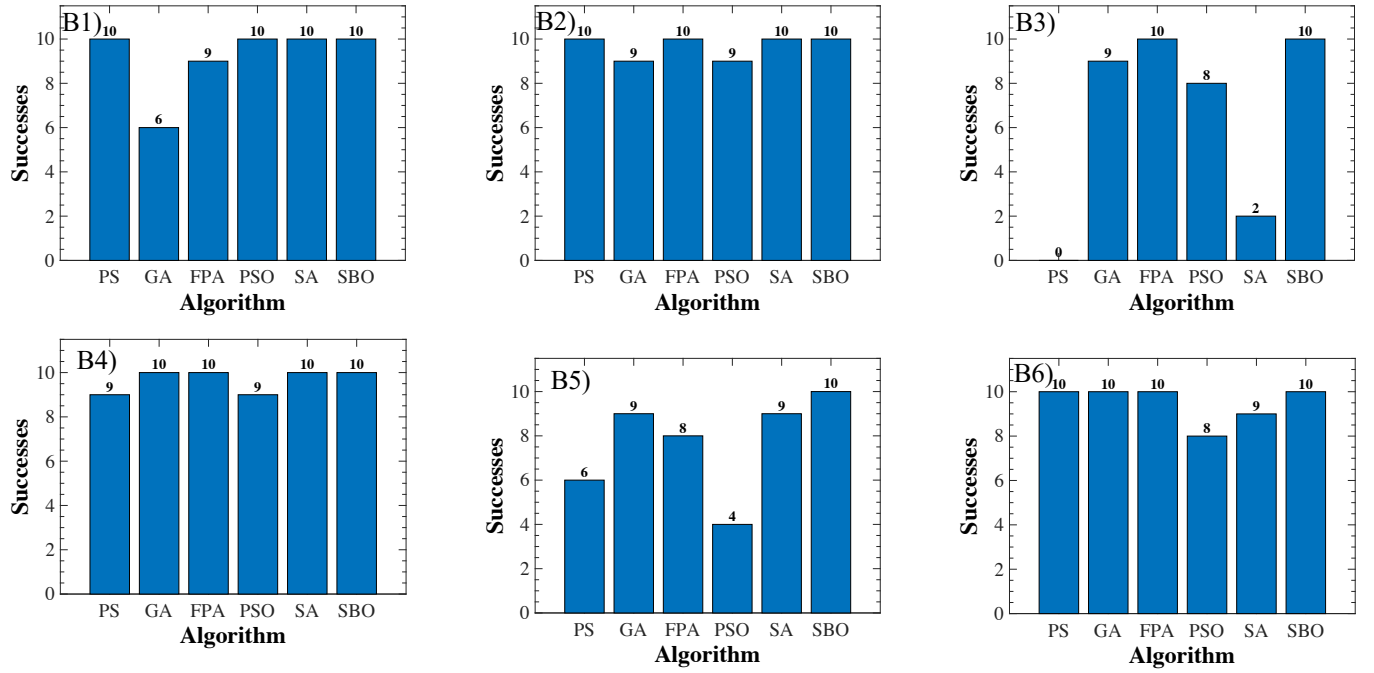 B1)
10 6 9 10 10 10
10
8
6
4
2
0
Successes
PS GA FPA PSO SA SBO
Algorithm
B2)
10 9 10 9 10 10
10
8
6
4
2
0
Successes
PS GA FPA PSO SA SBO
Algorithm
B3)
0 9 10 8 2 10
10
8
6
4
2
0
Successes
PS GA FPA PSO SA SBO
Algorithm
B4)
9 10 10 9 10 10
10
8
6
4
2
0
Successes
PS GA FPA PSO SA SBO
Algorithm
B5)
6 9 8 4 9 10
10
8
6
4
2
0
Successes
PS GA FPA PSO SA SBO
Algorithm
B6)
10 10 10 8 9 10
10
8
6
4
2
0
Successes
PS GA FPA PSO SA SBO
Algorithm